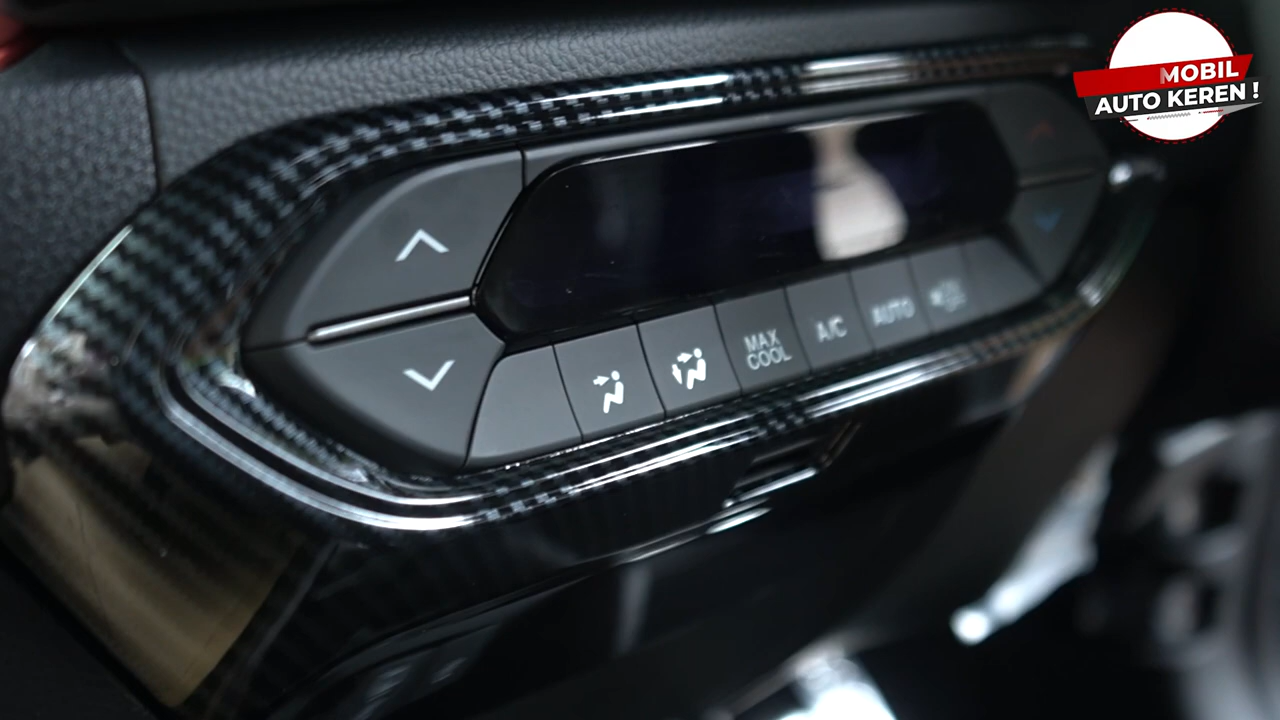 MOBIL
AUTO KEREN !
MAX
COOL
A/C
AUTO